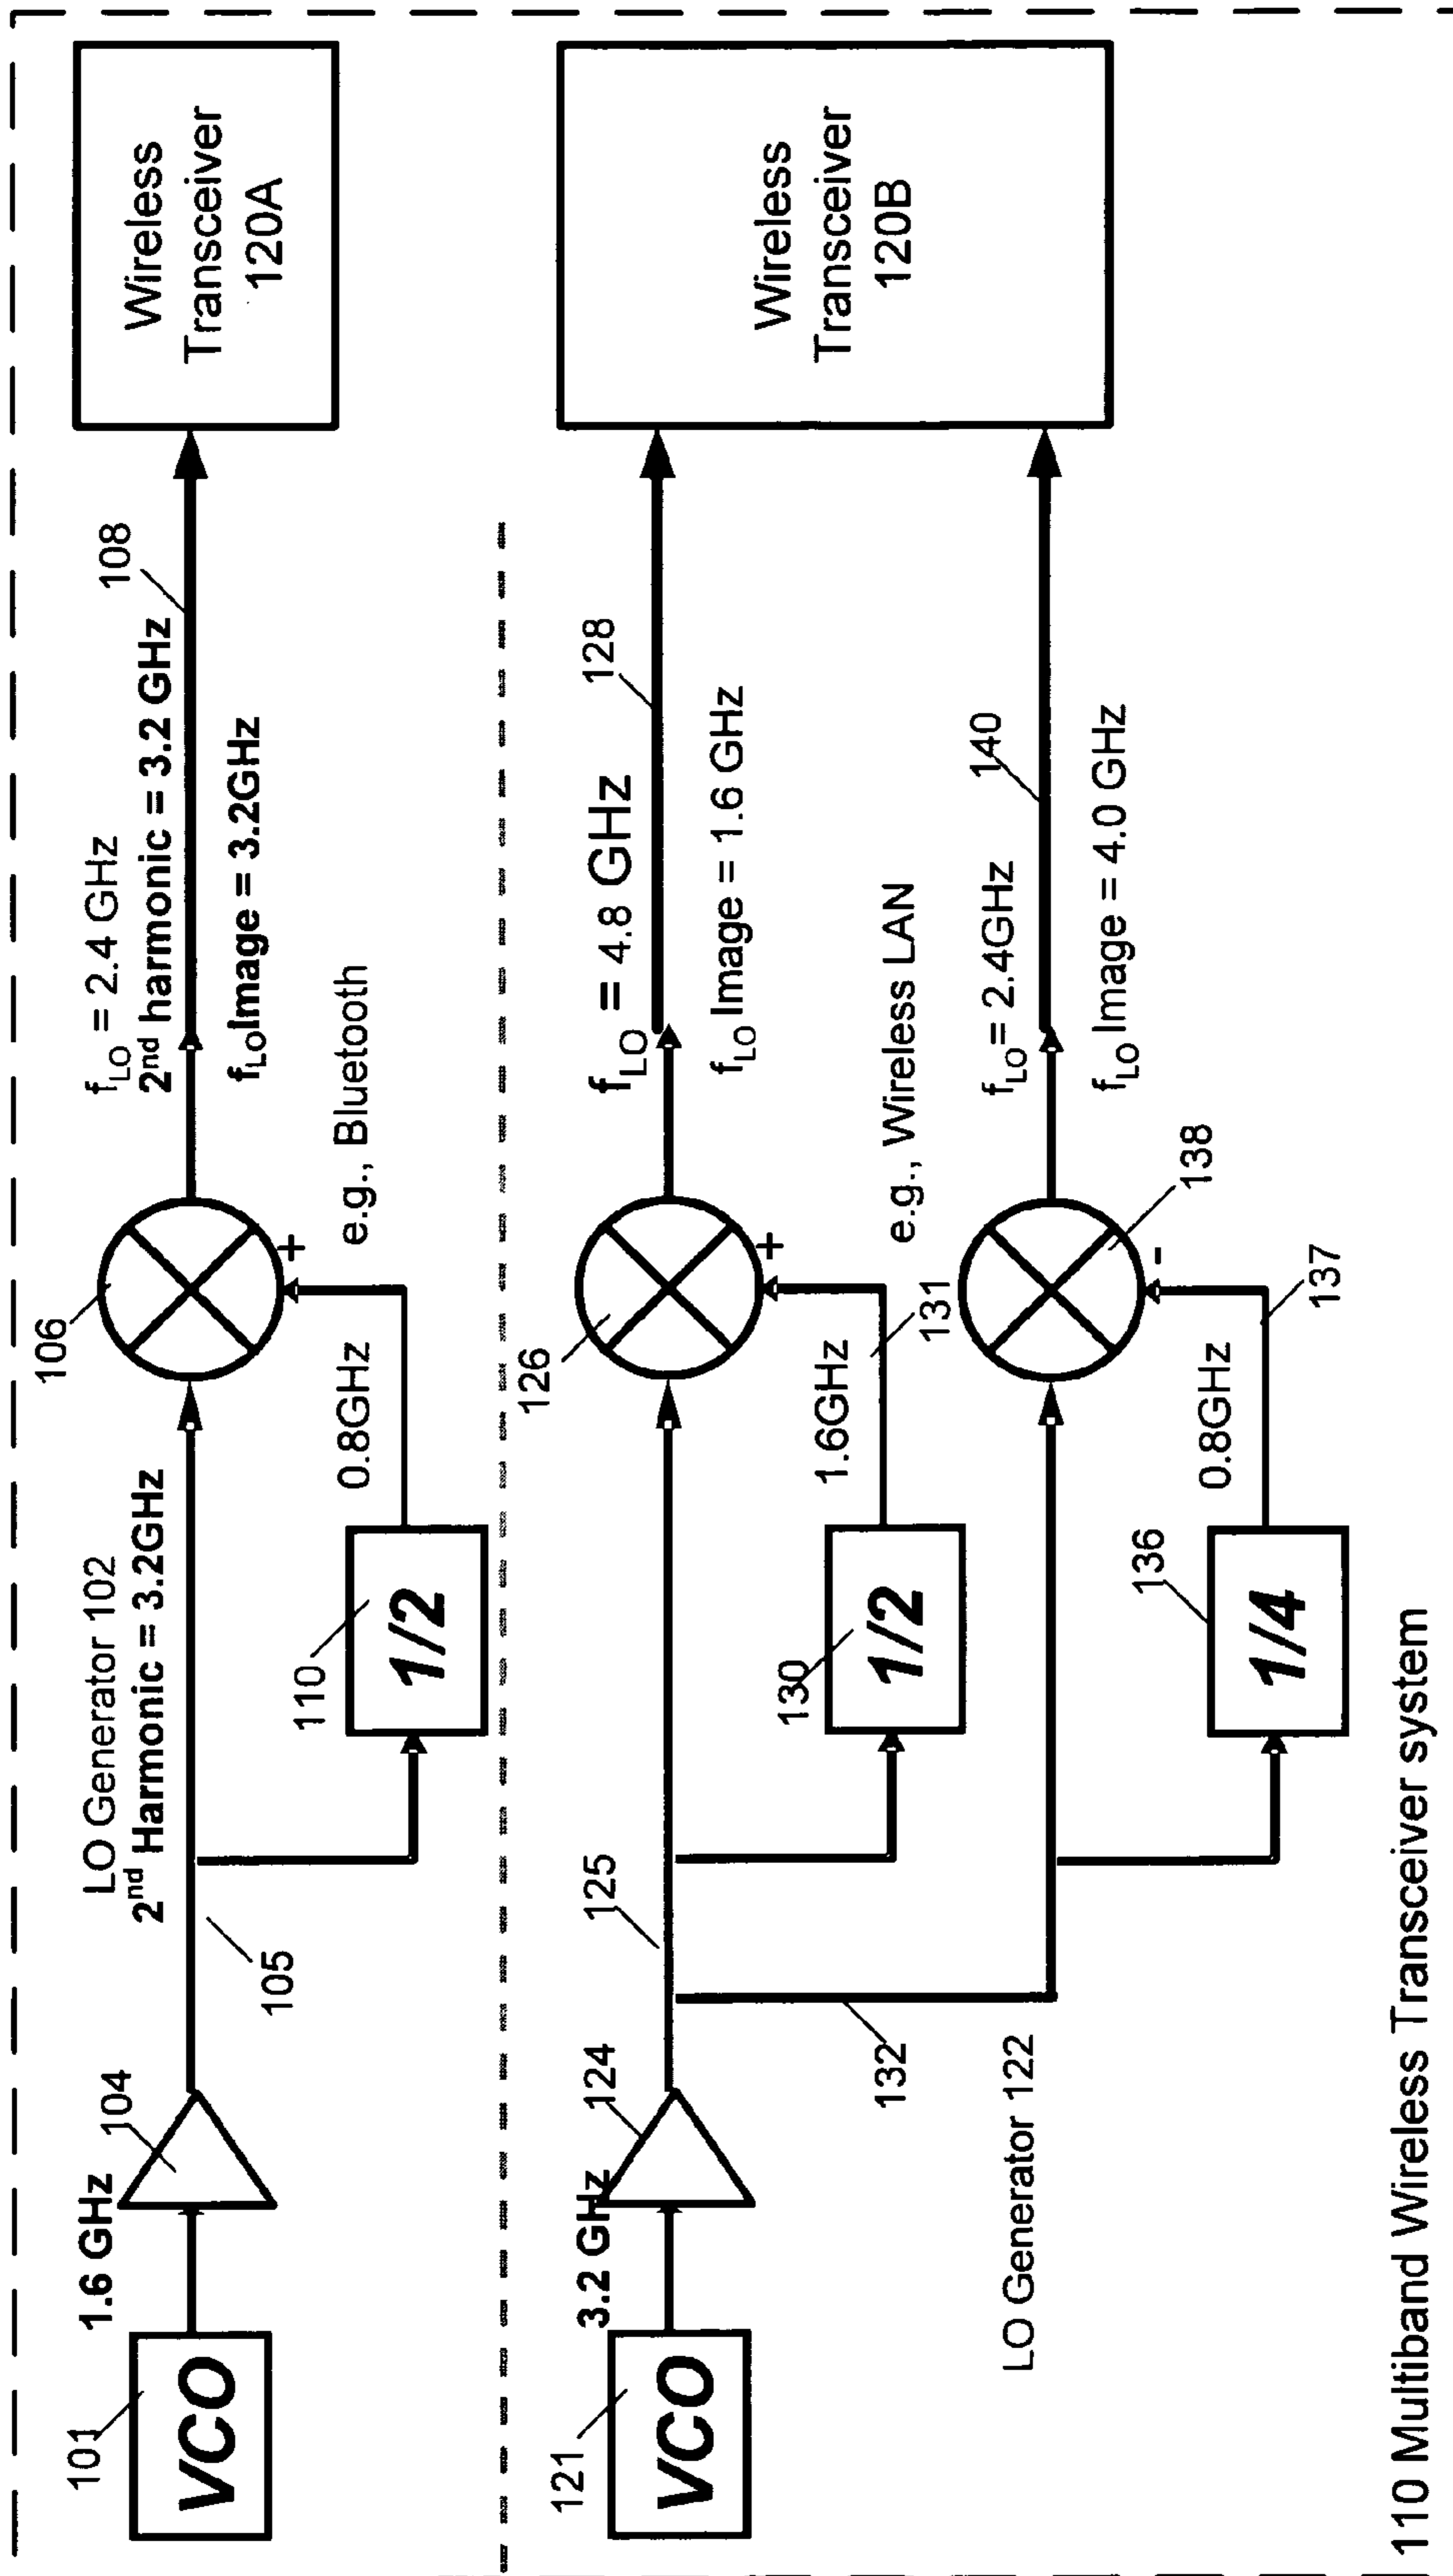 101
VCO
1.6 GHz
104
105
LO Generator 102
2nd Harmonic = 3.2GHz
110
1/2
0.8GHz
106
+
e.g., Bluetooth
fLO = 2.4 GHz
2nd harmonic = 3.2 GHz
fLOImage = 3.2GHz
108
Wireless
Transceiver
120A
121
VCO
3.2 GHz
124
125
132
130
1/2
1.6GHz
131
126
+
fLO = 4.8 GHz
fLO Image = 1.6 GHz
128
e.g., Wireless LAN
LO Generator 122
136
1/4
0.8GHz
137
138
-
fLO = 2.4GHz
fLO Image = 4.0 GHz
140
Wireless
Transceiver
120B
110 Multiband Wireless Transceiver system